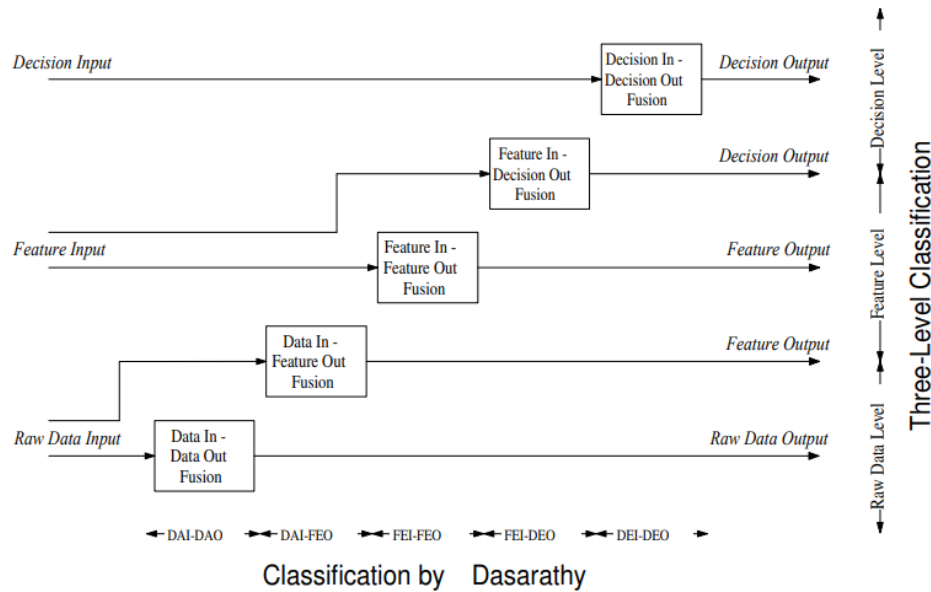 Decision Input
Decision In -
Decision Out
Fusion
Decision Output
Feature In -
Decision Out
Fusion
Decision Output
Feature Input
Feature In -
Feature Out
Fusion
Feature Output
Data In -
Feature Out
Fusion
Feature Output
Raw Data Input
Data In -
Data Out
Fusion
Raw Data Output
DAI-DAO
DAI-FEO
FEI-FEO
FEI-DEO
DEI-DEO
Classification by Dasarathy
Decision Level
Feature Level
Raw Data Level
Three-Level Classification